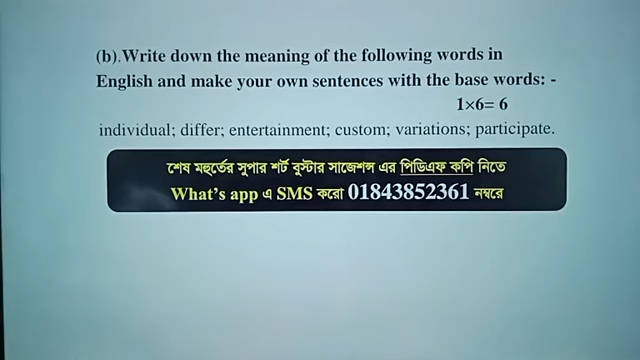 (b).Write down the meaning of the following words in
English and make your own sentences with the base words: -
1×6= 6
individual; differ; entertainment; custom; variations; participate.
শেষ মহুর্তের সুপার শর্ট বুস্টার সাজেশন্স এর পিডিএফ কপি নিতে
What's app এ SMS করো 01843852361 নম্বরে